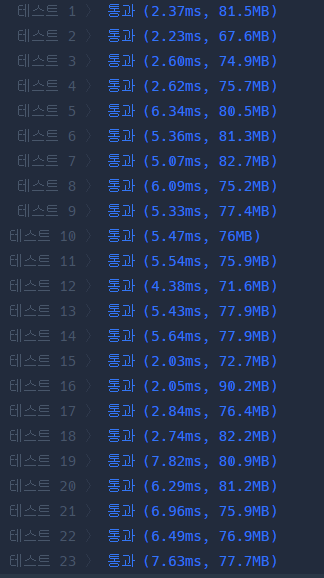 테스트 1 〉 통과 (2.37ms, 81.5MB)
테스트 2 〉 통과 (2.23ms, 67.6MB)
테스트 3 〉 통과 (2.60ms, 74.9MB)
테스트 4 〉 통과 (2.62ms, 75.7MB)
테스트 5 〉 통과 (6.34ms, 80.5MB)
테스트 6 〉 통과 (5.36ms, 81.3MB)
테스트 7 〉 통과 (5.07ms, 82.7MB)
테스트 8 〉 통과 (6.09ms, 75.2MB)
테스트 9 〉 통과 (5.33ms, 77.4MB)
테스트 10 〉 통과 (5.47ms, 76MB)
테스트 11 〉 통과 (5.54ms, 75.9MB)
테스트 12 〉 통과 (4.38ms, 71.6MB)
테스트 13 〉 통과 (5.43ms, 77.9MB)
테스트 14 〉 통과 (5.64ms, 77.9MB)
테스트 15 〉 통과 (2.03ms, 72.7MB)
테스트 16 〉 통과 (2.05ms, 90.2MB)
테스트 17 〉 통과 (2.84ms, 76.4MB)
테스트 18 〉 통과 (2.74ms, 82.2MB)
테스트 19 〉 통과 (7.82ms, 80.9MB)
테스트 20 〉 통과 (6.29ms, 81.2MB)
테스트 21 〉 통과 (6.96ms, 75.9MB)
테스트 22 〉 통과 (6.49ms, 76.9MB)
테스트 23 〉 통과 (7.63ms, 77.7MB)